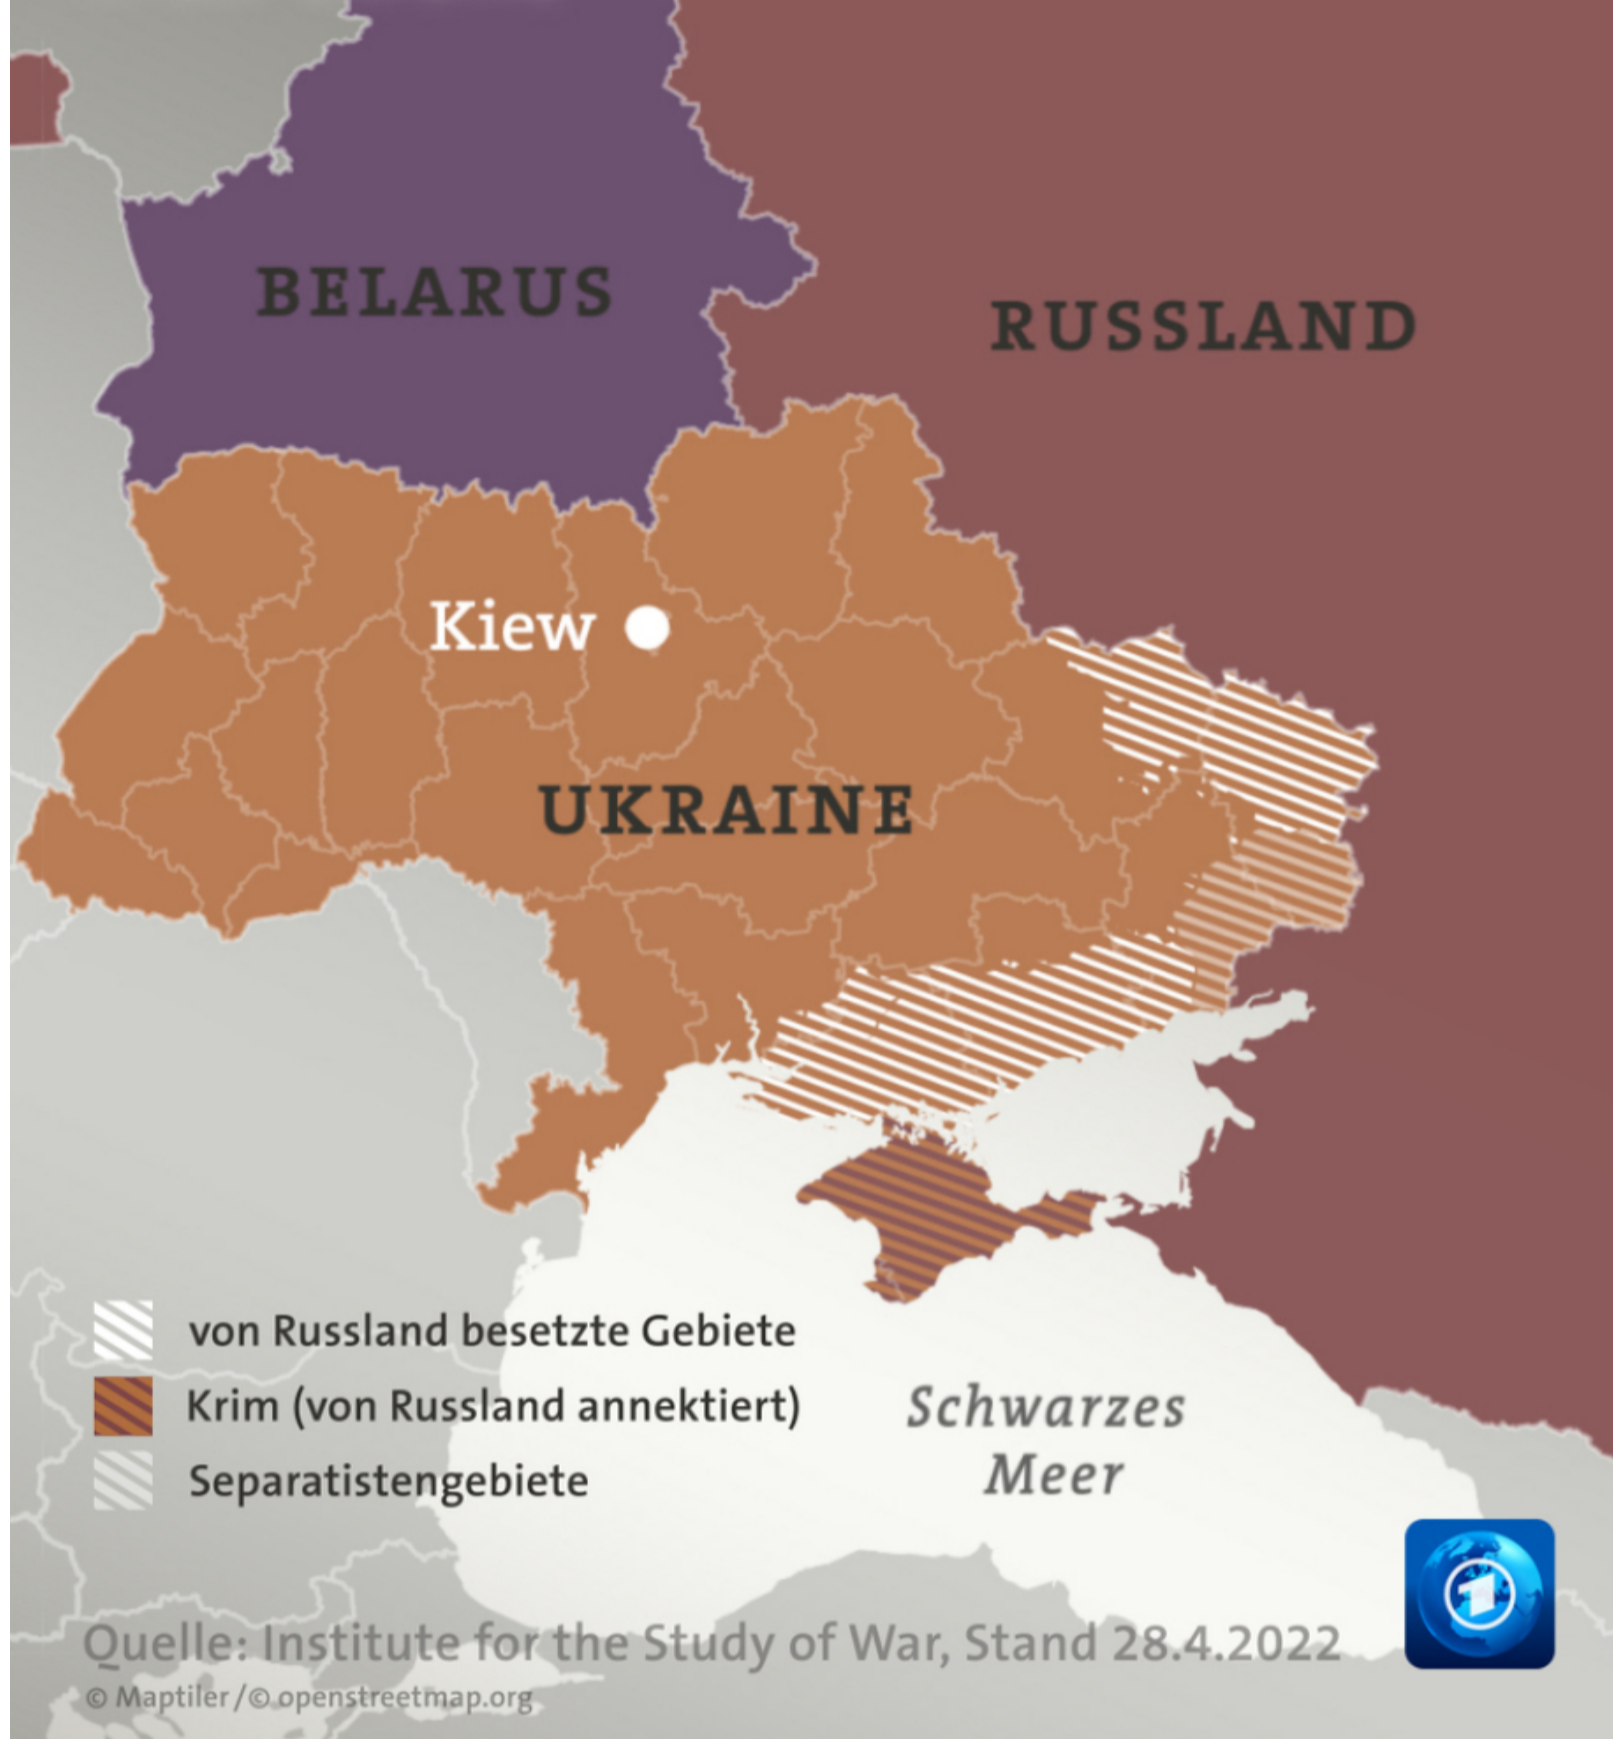 BELARUS
RUSSLAND
Kiew
UKRAINE
von Russland besetzte Gebiete
Krim (von Russland annektiert)
Separatistengebiete
Schwarzes
Meer
1
Quelle: Institute for the Study of War, Stand 28.4.2022
© Maptiler/© openstreetmap.org